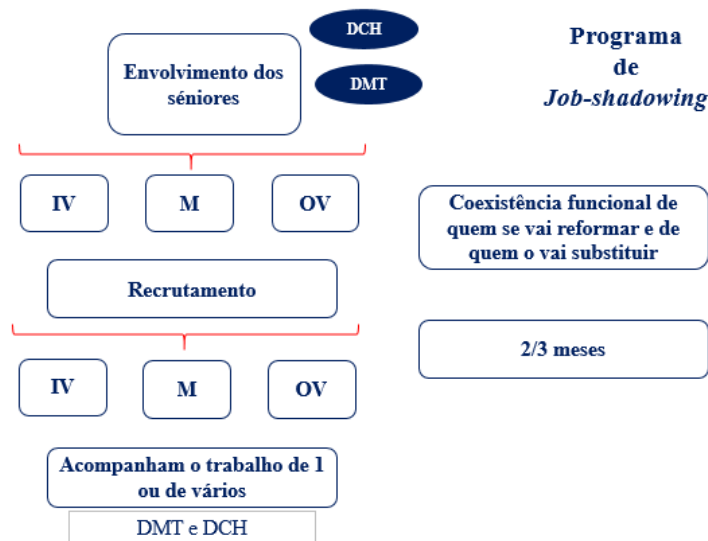 DCH
Envolvimento dos
séniores
DMT
Programa
de
Job-shadowing
IV
M
OV
Coexistência funcional de
quem se vai reformar e de
quem o vai substituir
Recrutamento
2/3 meses
IV
M
OV
Acompanham o trabalho de 1
ou de vários
DMT e DCH